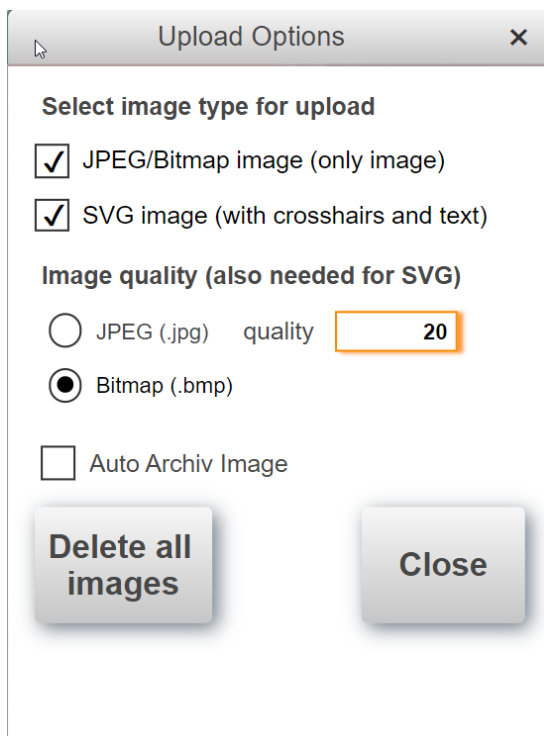 Upload Options
Select image type for upload
JPEG/Bitmap image (only image)
SVG image (with crosshairs and text)
Image quality (also needed for SVG)
JPEG (.jpg) quality 20
Bitmap (.bmp)
Auto Archiv Image
Delete all
images
Close